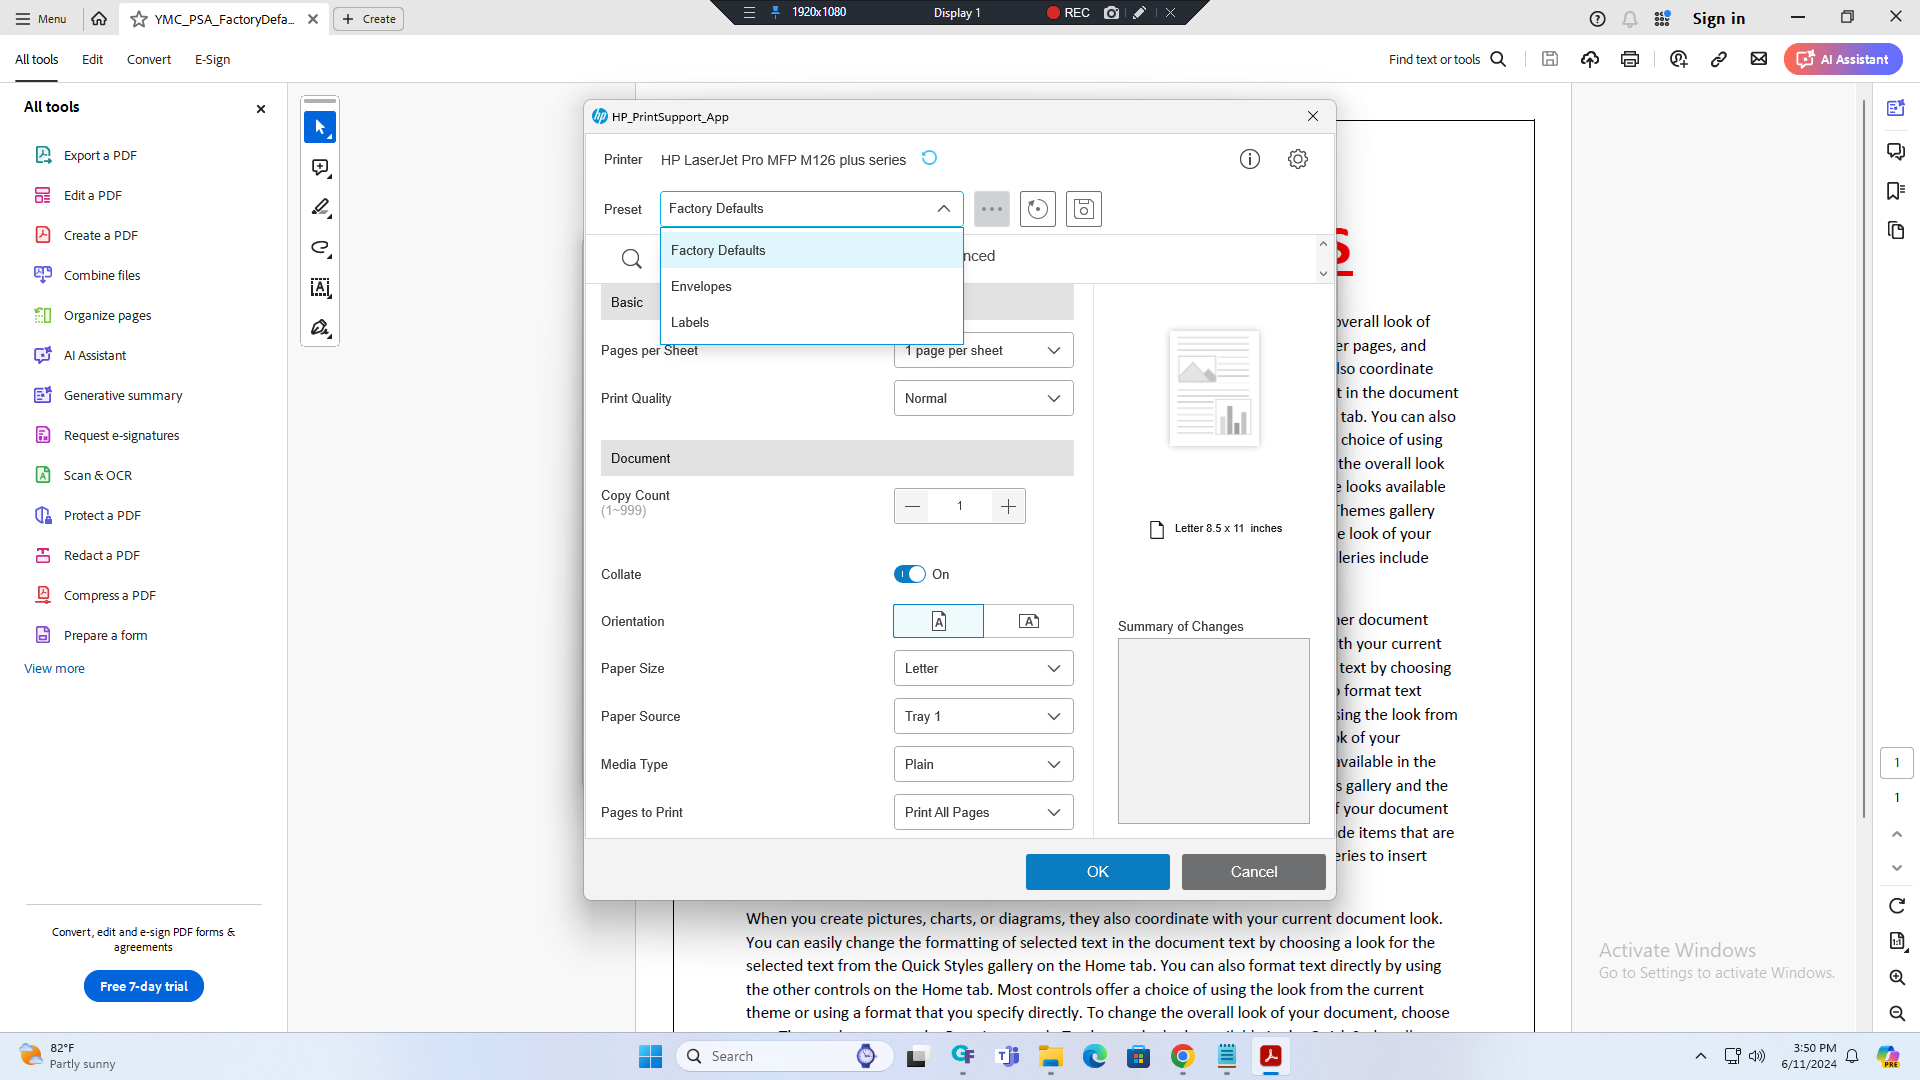 Menu
YMC_PSA_FactoryDefa...
Create
1920x1080
Display 1
REC
Sign in
All tools
Edit
Convert
E-Sign
Find text or tools
AI Assistant
All tools
Export a PDF
Edit a PDF
Create a PDF
Combine files
Organize pages
AI Assistant
Generative summary
Request e-signatures
Scan & OCR
Protect a PDF
Redact a PDF
Compress a PDF
Prepare a form
View more
Convert, edit and e-sign PDF forms &
agreements
Free 7-day trial
HP_PrintSupport_App
Printer
HP LaserJet Pro MFP M126 plus series
Preset
Factory Defaults
Factory Defaults
Envelopes
Labels
nced
Basic
Pages per Sheet
1 page per sheet
Print Quality
Normal
Document
Copy Count
(1~999)
1
Collate
On
Orientation
Paper Size
Letter
Paper Source
Tray 1
Media Type
Plain
Pages to Print
Print All Pages
Letter 8.5 x 11 inches
Summary of Changes
OK
Cancel
S
overall look of
er pages, and
lso coordinate
t in the document
tab. You can also
choice of using
the overall look
e looks available
Themes gallery
e look of your
leries include
er document
th your current
text by choosing
o format text
sing the look from
ok of your
available in the
s gallery and the
f your document
de items that are
eries to insert
When you create pictures, charts, or diagrams, they also coordinate with your current document look.
You can easily change the formatting of selected text in the document text by choosing a look for the
selected text from the Quick Styles gallery on the Home tab. You can also format text directly by using
the other controls on the Home tab. Most controls offer a choice of using the look from the current
theme or using a format that you specify directly. To change the overall look of your document, choose
1
1
Activate Windows
Go to Settings to activate Windows.
82°F
Partly sunny
Search
3:50 PM
6/11/2024